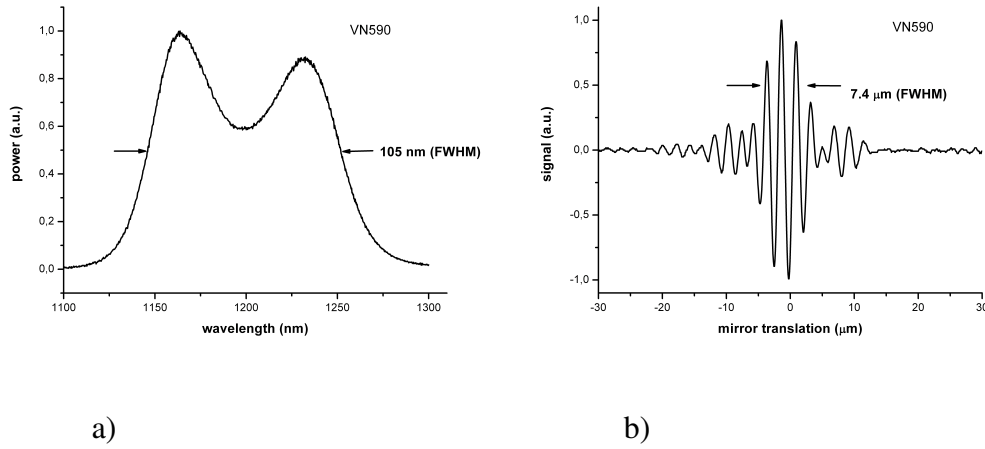 VN590
1,0
0,8
0,6
0,4
0,2
0,0
power (a.u.)
105 nm (FWHM)
1100
1150
1200
1250
1300
wavelength (nm)
a)
VN590
1,0
0,5
0,0
-0,5
-1,0
signal (a.u.)
7.4 μm (FWHM)
-30
-20
-10
0
10
20
30
mirror translation (μm)
b)